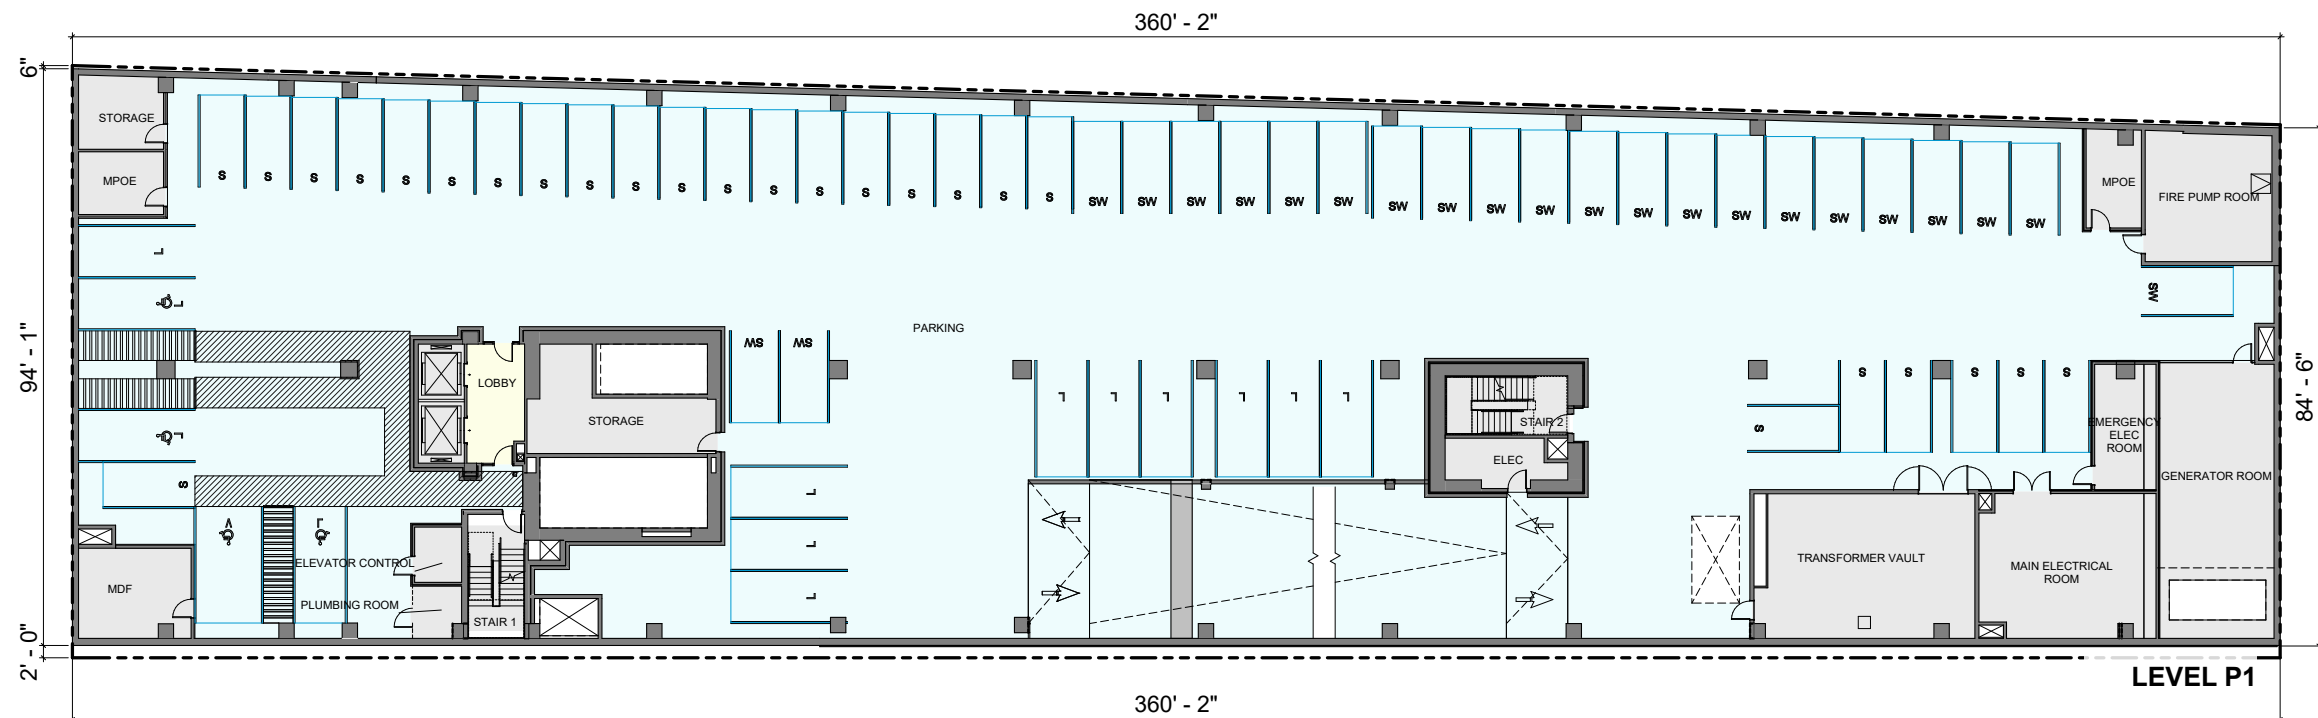 360' - 2"
6"
STORAGE
MPOE
S S S S S S S S S S S S S S S S S S S SW SW SW SW SW SW SW SW SW SW SW SW SW SW SW SW SW SW SW SW
MPOE
FIRE PUMP ROOM
L
L
SW
94' - 1"
PARKING
SW SW
LOBBY
STORAGE
L L L L L L
S S S S S
S
L
S
STAIR 2
ELEC
EMERGENCY
ELEC
ROOM
GENERATOR ROOM
84' - 6"
L
L
L
V
L
ELEVATOR CONTROL
PLUMBING ROOM
MDF
STAIR 1
TRANSFORMER VAULT
MAIN ELECTRICAL
ROOM
2' - 0"
LEVEL P1
360' - 2"